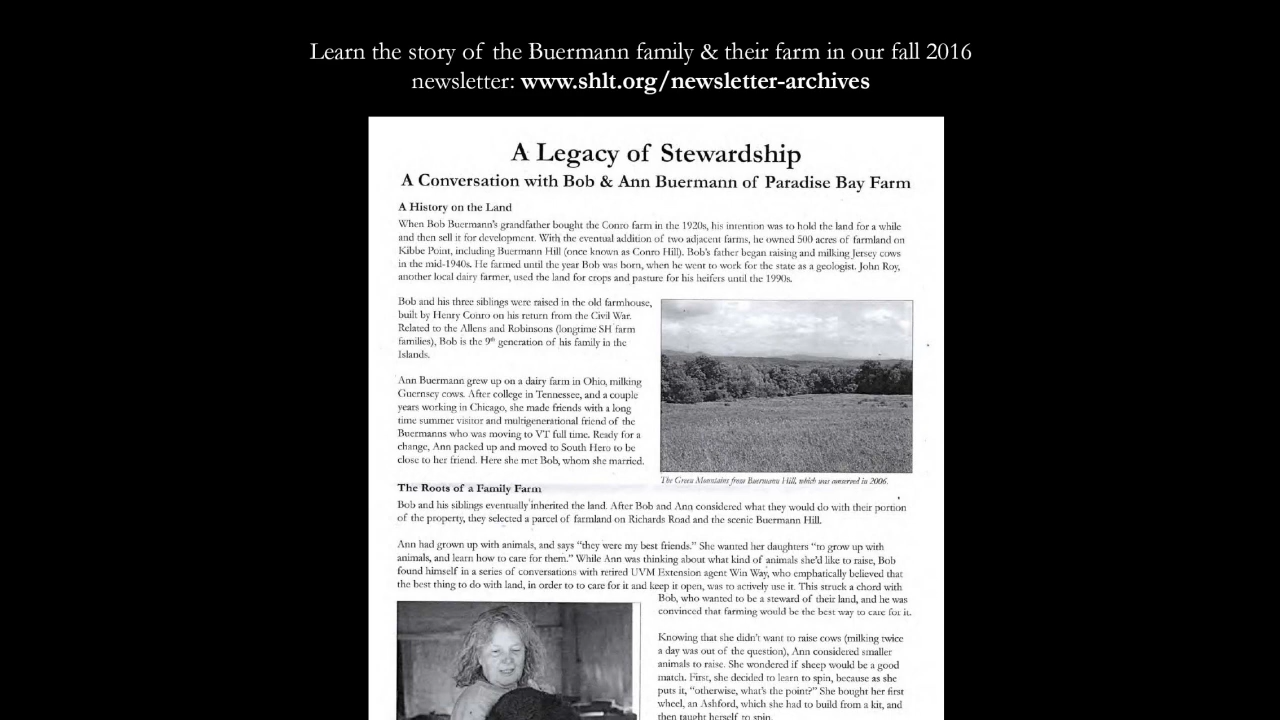 Learn the story of the Buermann family & their farm in our fall 2016
newsletter: www.shlt.org/newsletter-archives
A Legacy of Stewardship
A Conversation with Bob & Ann Buermann of Paradise Bay Farm
A History on the Land
When Bob Buermann's grandfather bought the Conro farm in the 1920s, his intention was to hold the land for a while
and then sell it for development. With the eventual addition of two adjacent farms, he owned 500 acres of farmland on
Kibbe Point, including Buermann Hill (once known as Conro Hill). Bob's father began raising and milking Jersey cows
in the mid-1940s. He farmed until the year Bob was born, when he went to work for the state as a geologist. John Roy,
another local dairy farmer, used the land for crops and pasture for his heifers until the 1990s.
Bob and his three siblings were raised in the old farmhouse,
built by Henry Conro on his return from the Civil War.
Related to the Allens and Robinsons (longtime SH farm
families), Bob is the 9th generation of his family in the
Islands.
Ann Buermann grew up on a dairy farm in Ohio, milking
Guernsey cows. After college in Tennessee, and a couple
years working in Chicago, she made friends with a long
time summer visitor and multigenerational friend of the
Buermanns who was moving to VT full time. Ready for a
change, Ann packed up and moved to South Hero to be
close to her friend. Here she met Bob, whom she married.
The Green Mountains from Buermann Hill, which was conserved in 2006.
The Roots of a Family Farm
Bob and his siblings eventually inherited the land. After Bob and Ann considered what they would do with their portion
of the property, they selected a parcel of farmland on Richards Road and the scenic Buermann Hill.
Ann had grown up with animals, and says "they were my best friends." She wanted her daughters "to grow up with
animals, and learn how to care for them." While Ann was thinking about what kind of animals she'd like to raise, Bob
found himself in a series of conversations with retired UVM Extension agent Win Way, who emphatically believed that
the best thing to do with land, in order to to care for it and keep it open, was to actively use it. This struck a chord with
Bob, who wanted to be a steward of their land, and he was
convinced that farming would be the best way to care for it.
Knowing that she didn't want to raise cows (milking twice
a day was out of the question), Ann considered smaller
animals to raise. She wondered if sheep would be a good
match. First, she decided to learn to spin, because as she
puts it, "otherwise, what's the point?" She bought her first
wheel, an Ashford, which she had to build from a kit, and
then taught herself to spin.